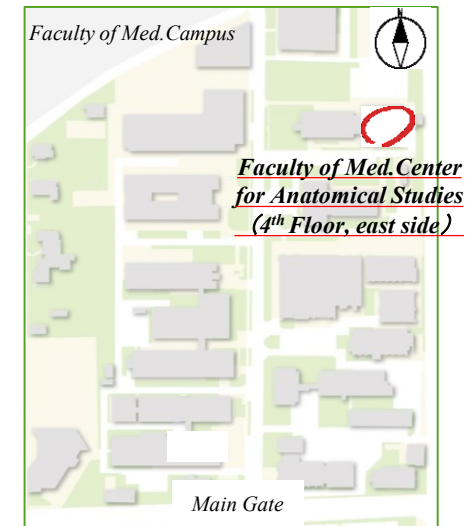 Faculty of Med.Campus
N
Faculty of Med.Center
for Anatomical Studies
（4th Floor, east side）
Main Gate